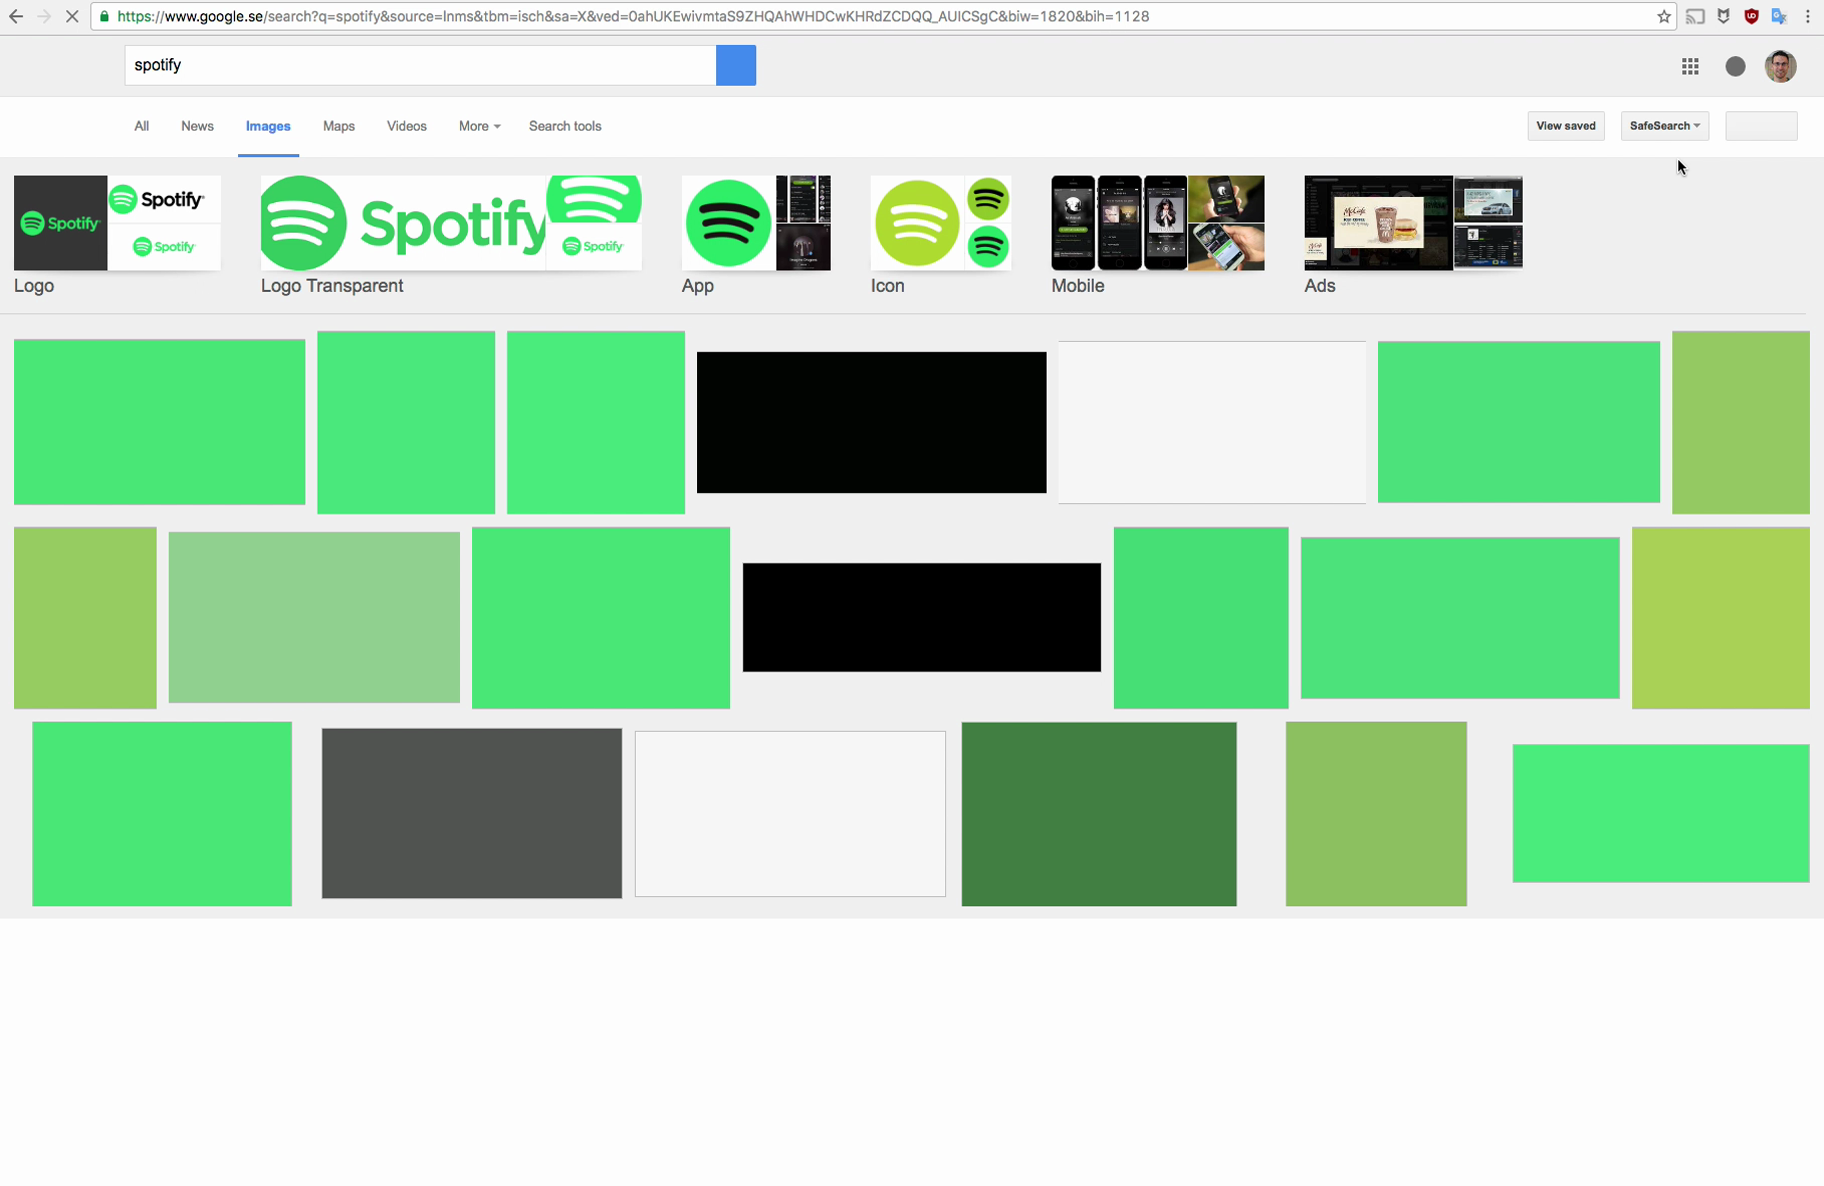 https://www.google.se/search?q=spotify&source=lnms&tbm=isch&sa=X&ved=0ahUKEwivmtaS9ZHQAhWHDCwKHRdZCDQQ_AUICSgC&biw=1820&bih=1128
spotify
All News Images Maps Videos More Search tools View saved SafeSearch
Spotify
Spotify
Spotify
Spotify
Spotify
Logo
Logo Transparent
App
Icon
Mobile
Ads